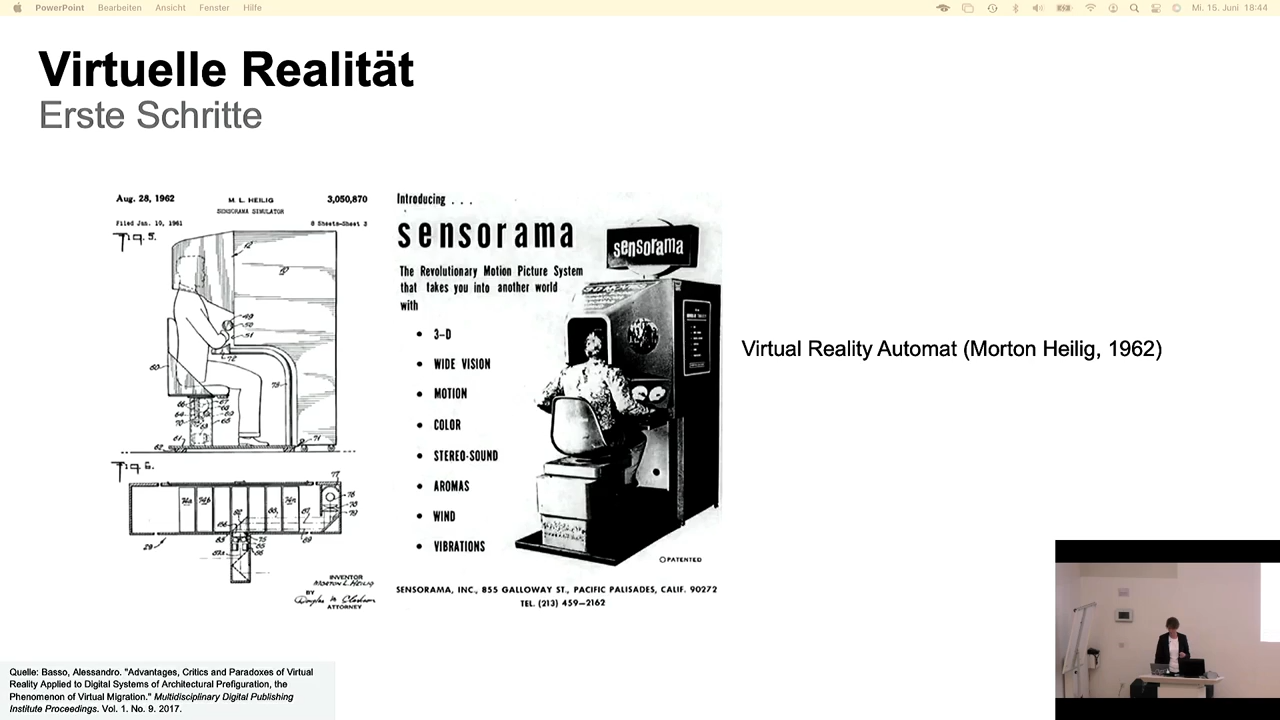 PowerPoint Bearbeiten Ansicht Fenster Hilfe
Mi. 15. Juni 18:44
Virtuelle Realität
Erste Schritte
Aug. 28, 1962
M. L. HEILIG
3,050,870
SENSORAMA SIMULATOR
Filed Jan. 10, 1961
8 Sheets-Sheet 2
Fig. 5.
Fig. 6.
INVENTOR
MORTON L. HEILIG
BY
ATTORNEY
Introducing . . .
sensorama
The Revolutionary Motion Picture System
that takes you into another world
with
• 3-D
• WIDE VISION
• MOTION
• COLOR
• STEREO-SOUND
• AROMAS
• WIND
• VIBRATIONS
sensorama
PATENTED
SENSORAMA, INC., 855 GALLOWAY ST., PACIFIC PALISADES, CALIF. 90272
TEL. (213) 459—2162
Virtual Reality Automat (Morton Heilig, 1962)
Quelle: Basso, Alessandro. "Advantages, Critics and Paradoxes of Virtual
Reality Applied to Digital Systems of Architectural Prefiguration, the
Phenomenon of Virtual Migration." Multidisciplinary Digital Publishing
Institute Proceedings. Vol. 1. No. 9. 2017.